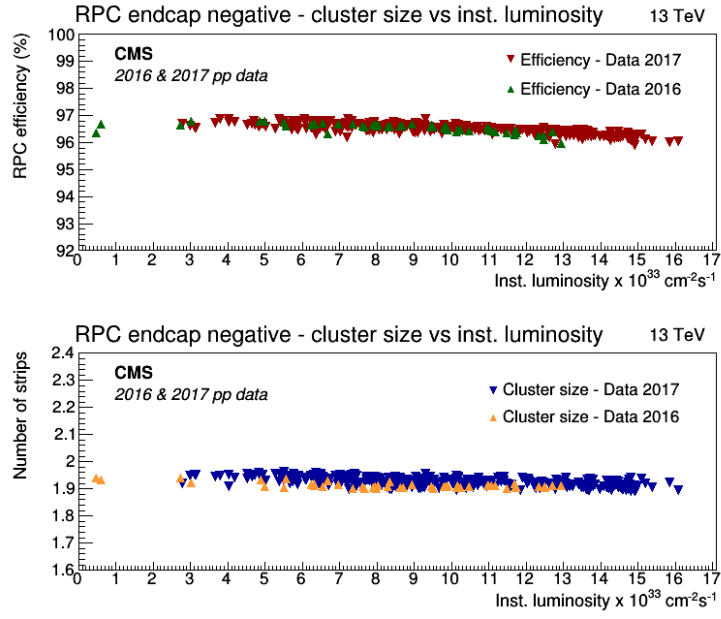 RPC endcap negative - cluster size vs inst. luminosity 13 TeV
RPC efficiency (%)
100
99
98
97
96
95
94
93
92
CMS
2016 & 2017 pp data
Efficiency - Data 2017
Efficiency - Data 2016
0 1 2 3 4 5 6 7 8 9 10 11 12 13 14 15 16 17
Inst. luminosity x 10³³ cm⁻²s⁻¹
RPC endcap negative - cluster size vs inst. luminosity 13 TeV
Number of strips
2.4
2.3
2.2
2.1
2
1.9
1.8
1.7
1.6
CMS
2016 & 2017 pp data
Cluster size - Data 2017
Cluster size - Data 2016
0 1 2 3 4 5 6 7 8 9 10 11 12 13 14 15 16 17
Inst. luminosity x 10³³ cm⁻²s⁻¹